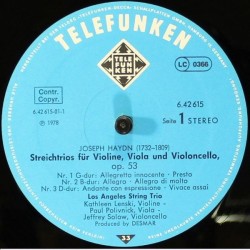 TELEFUNKEN
TELE
FUN
KEN
Contr.
Copyr.
LC 0366
6.42 615-01-1
6.42 615
℗ 1978
Seite 1 STEREO
JOSEPH HAYDN (1732-1809)
Streichtrios für Violine, Viola und Violoncello,
op. 53
Nr. 1 G-dur: Allegretto innocente - Presto
Nr. 2 B-dur: Allegro - Allegro di molto
Nr. 3 D-dur: Andante con espressione - Vivace assai
Los Angeles String Trio
Kathleen Lenski, Violine -
Paul Polivnick, Viola -
Jeffrey Solow, Violoncello
Produced by DESMAR
33